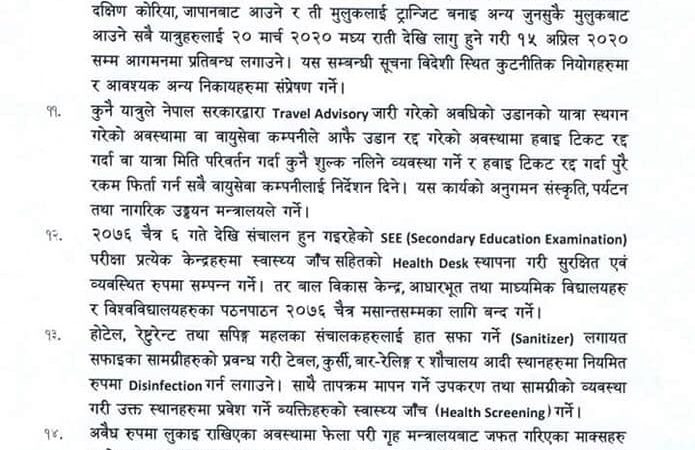 दक्षिण कोरिया, जापानबाट आउने र ती मुलुकलाई ट्रान्जिट बनाइ अन्य जुनसुकै मुलुकबाट
आउने सबै यात्रुहरुलाई २० मार्च २०२० मध्य राती देखि लागु हुने गरी १५ अप्रिल २०२०
सम्म आगमनमा प्रतिबन्ध लगाउने। यस सम्बन्धी सूचना विदेशी स्थित कुटनीतिक नियोगहरुमा
र आवश्यक अन्य निकायहरुमा संप्रेषण गर्ने।
११. कुनै यात्रुले नेपाल सरकारद्वारा Travel Advisory जारी गरेको अवधिको उडानको यात्रा स्थगन
गरेको अवस्थामा वा वायुसेवा कम्पनीले आफै उडान रद्द गरेको अवस्थामा हवाइ टिकट रद्द
गर्दा वा यात्रा मिति परिवर्तन गर्दा कुनै शुल्क नलिने व्यवस्था गर्ने र हवाइ टिकट रद्द गर्दा पुरै
रकम फिर्ता गर्न सबै वायुसेवा कम्पनीलाई निर्देशन दिने। यस कार्यको अनुगमन संस्कृति, पर्यटन
तथा नागरिक उड्डयन मन्त्रालयले गर्ने।
१२. २०७६ चैत्र ६ गते देखि संचालन हुन गइरहेको SEE (Secondary Education Examination)
परीक्षा प्रत्येक केन्द्रहरुमा स्वास्थ्य जाँच सहितको Health Desk स्थापना गरी सुरक्षित एवं
व्यवस्थित रुपमा सम्पन्न गर्ने। तर बाल विकास केन्द्र, आधारभूत तथा माध्यमिक विद्यालयहरु
र विश्वविद्यालयहरुका पठनपाठन २०७६ चैत्र मसान्तसम्मका लागि बन्द गर्ने।
१३. होटेल, रेष्टुरेन्ट तथा सपिङ्ग महलका संचालकहरुलाई हात सफा गर्ने (Sanitizer) लगायत
सफाइका सामग्रीहरुको प्रवन्ध गरी टेबल, कुर्सी, बार-रेलिङ्ग र शौचालय आदी स्थानहरुमा नियमित
रुपमा Disinfection गर्न लगाउने। साथै तापक्रम मापन गर्ने उपकरण तथा सामग्रीको व्यवस्था
गरी उक्त स्थानहरुमा प्रवेश गर्ने व्यक्तिहरुको स्वास्थ्य जाँच (Health Screening) गर्ने।
१४. अवैध रुपमा लुकाइ राखिएका अवस्थामा फेला परी गृह मन्त्रालयबाट जफत गरिएका माक्सहरु